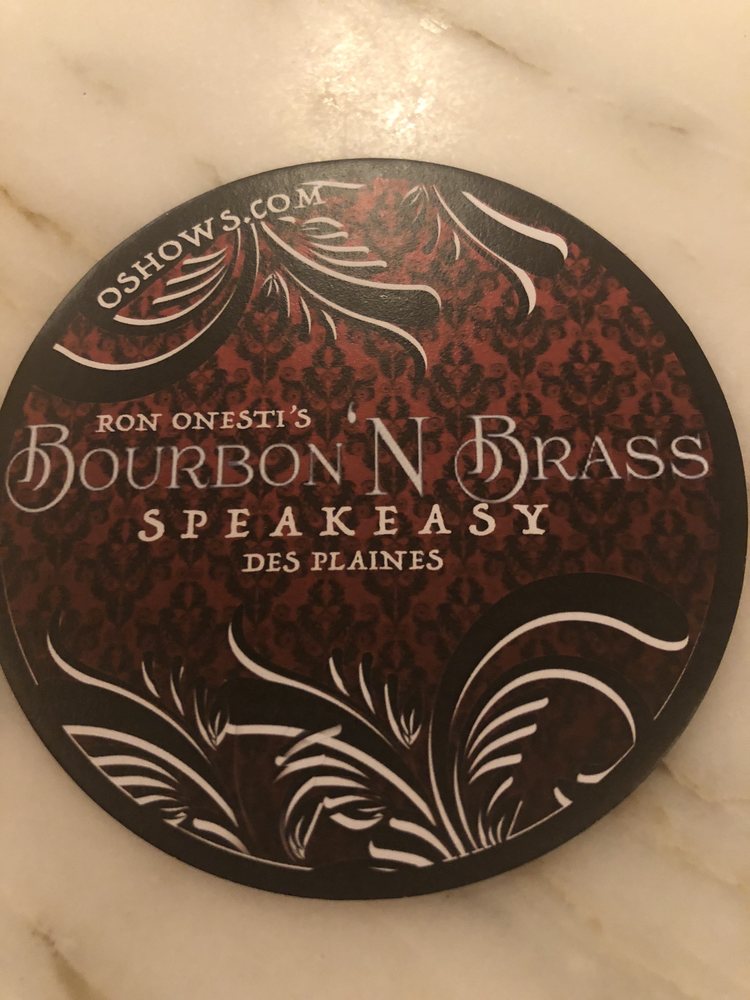 OSHOWS.COM
RON ONESTI'S
BOURBON 'N BRASS
SPEAKEASY
DES PLAINES